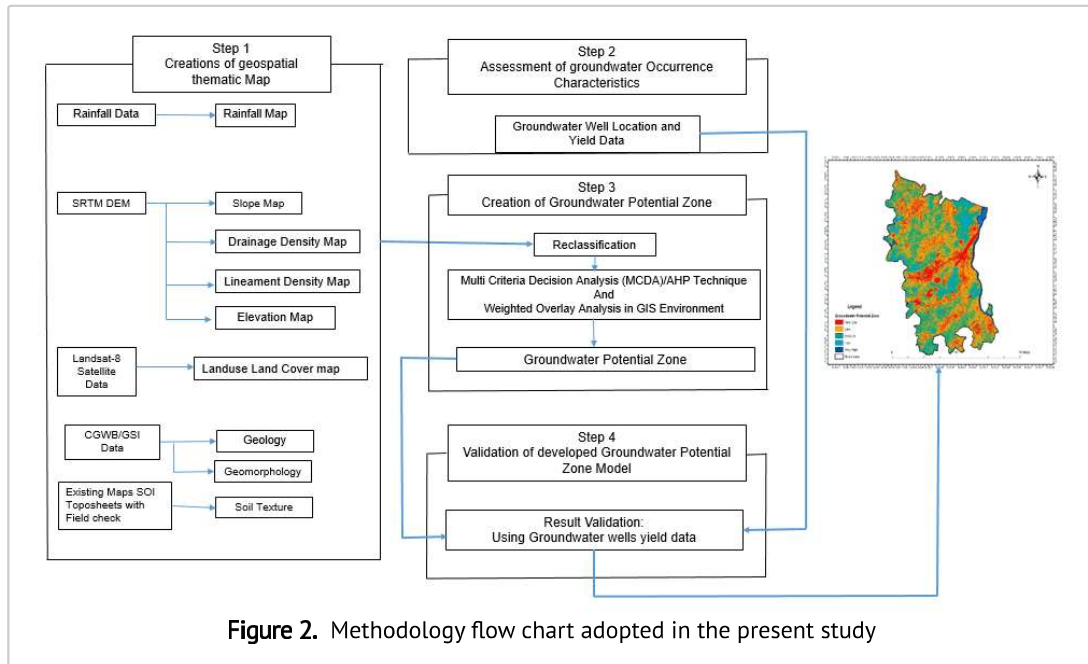 Step 1
Creations of geospatial
thematic Map
Rainfall Data
Rainfall Map
SRTM DEM
Slope Map
Drainage Density Map
Lineament Density Map
Elevation Map
Landsat-8
Satellite
Data
Landuse Land Cover map
CGWB/GSI
Data
Geology
Geomorphology
Existing Maps SOI
Toposheets with
Field check
Soil Texture
Step 2
Assessment of groundwater Occurrence
Characteristics
Groundwater Well Location and
Yield Data
Step 3
Creation of Groundwater Potential Zone
Reclassification
Multi Criteria Decision Analysis (MCDA)/AHP Technique
And
Weighted Overlay Analysis in GIS Environment
Groundwater Potential Zone
Step 4
Validation of developed Groundwater Potential
Zone Model
Result Validation:
Using Groundwater wells yield data
Legend
Groundwater Potential Zone
Figure 2. Methodology flow chart adopted in the present study